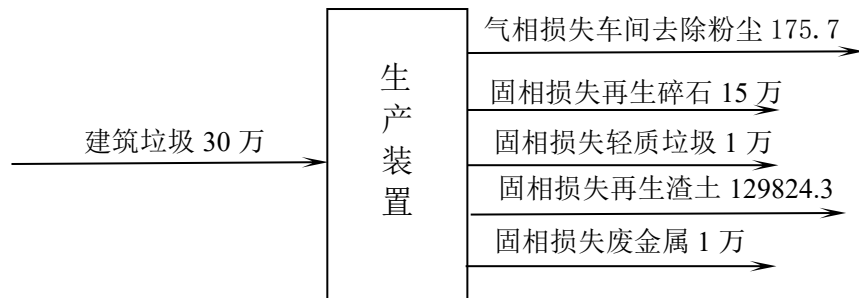 气相损失车间去除粉尘 175.7
固相损失再生碎石 15 万
建筑垃圾 30 万
生产装置
固相损失轻质垃圾 1 万
固相损失再生渣土 129824.3
固相损失废金属 1 万